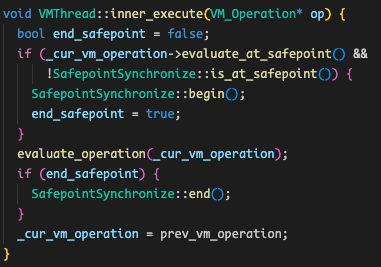 void VMThread::inner_execute(VM_Operation* op) {
  bool end_safepoint = false;
  if (_cur_vm_operation->evaluate_at_safepoint() &&
      !SafepointSynchronize::is_at_safepoint()) {
    SafepointSynchronize::begin();
    end_safepoint = true;
  }
  evaluate_operation(_cur_vm_operation);
  if (end_safepoint) {
    SafepointSynchronize::end();
  }
  _cur_vm_operation = prev_vm_operation;
}